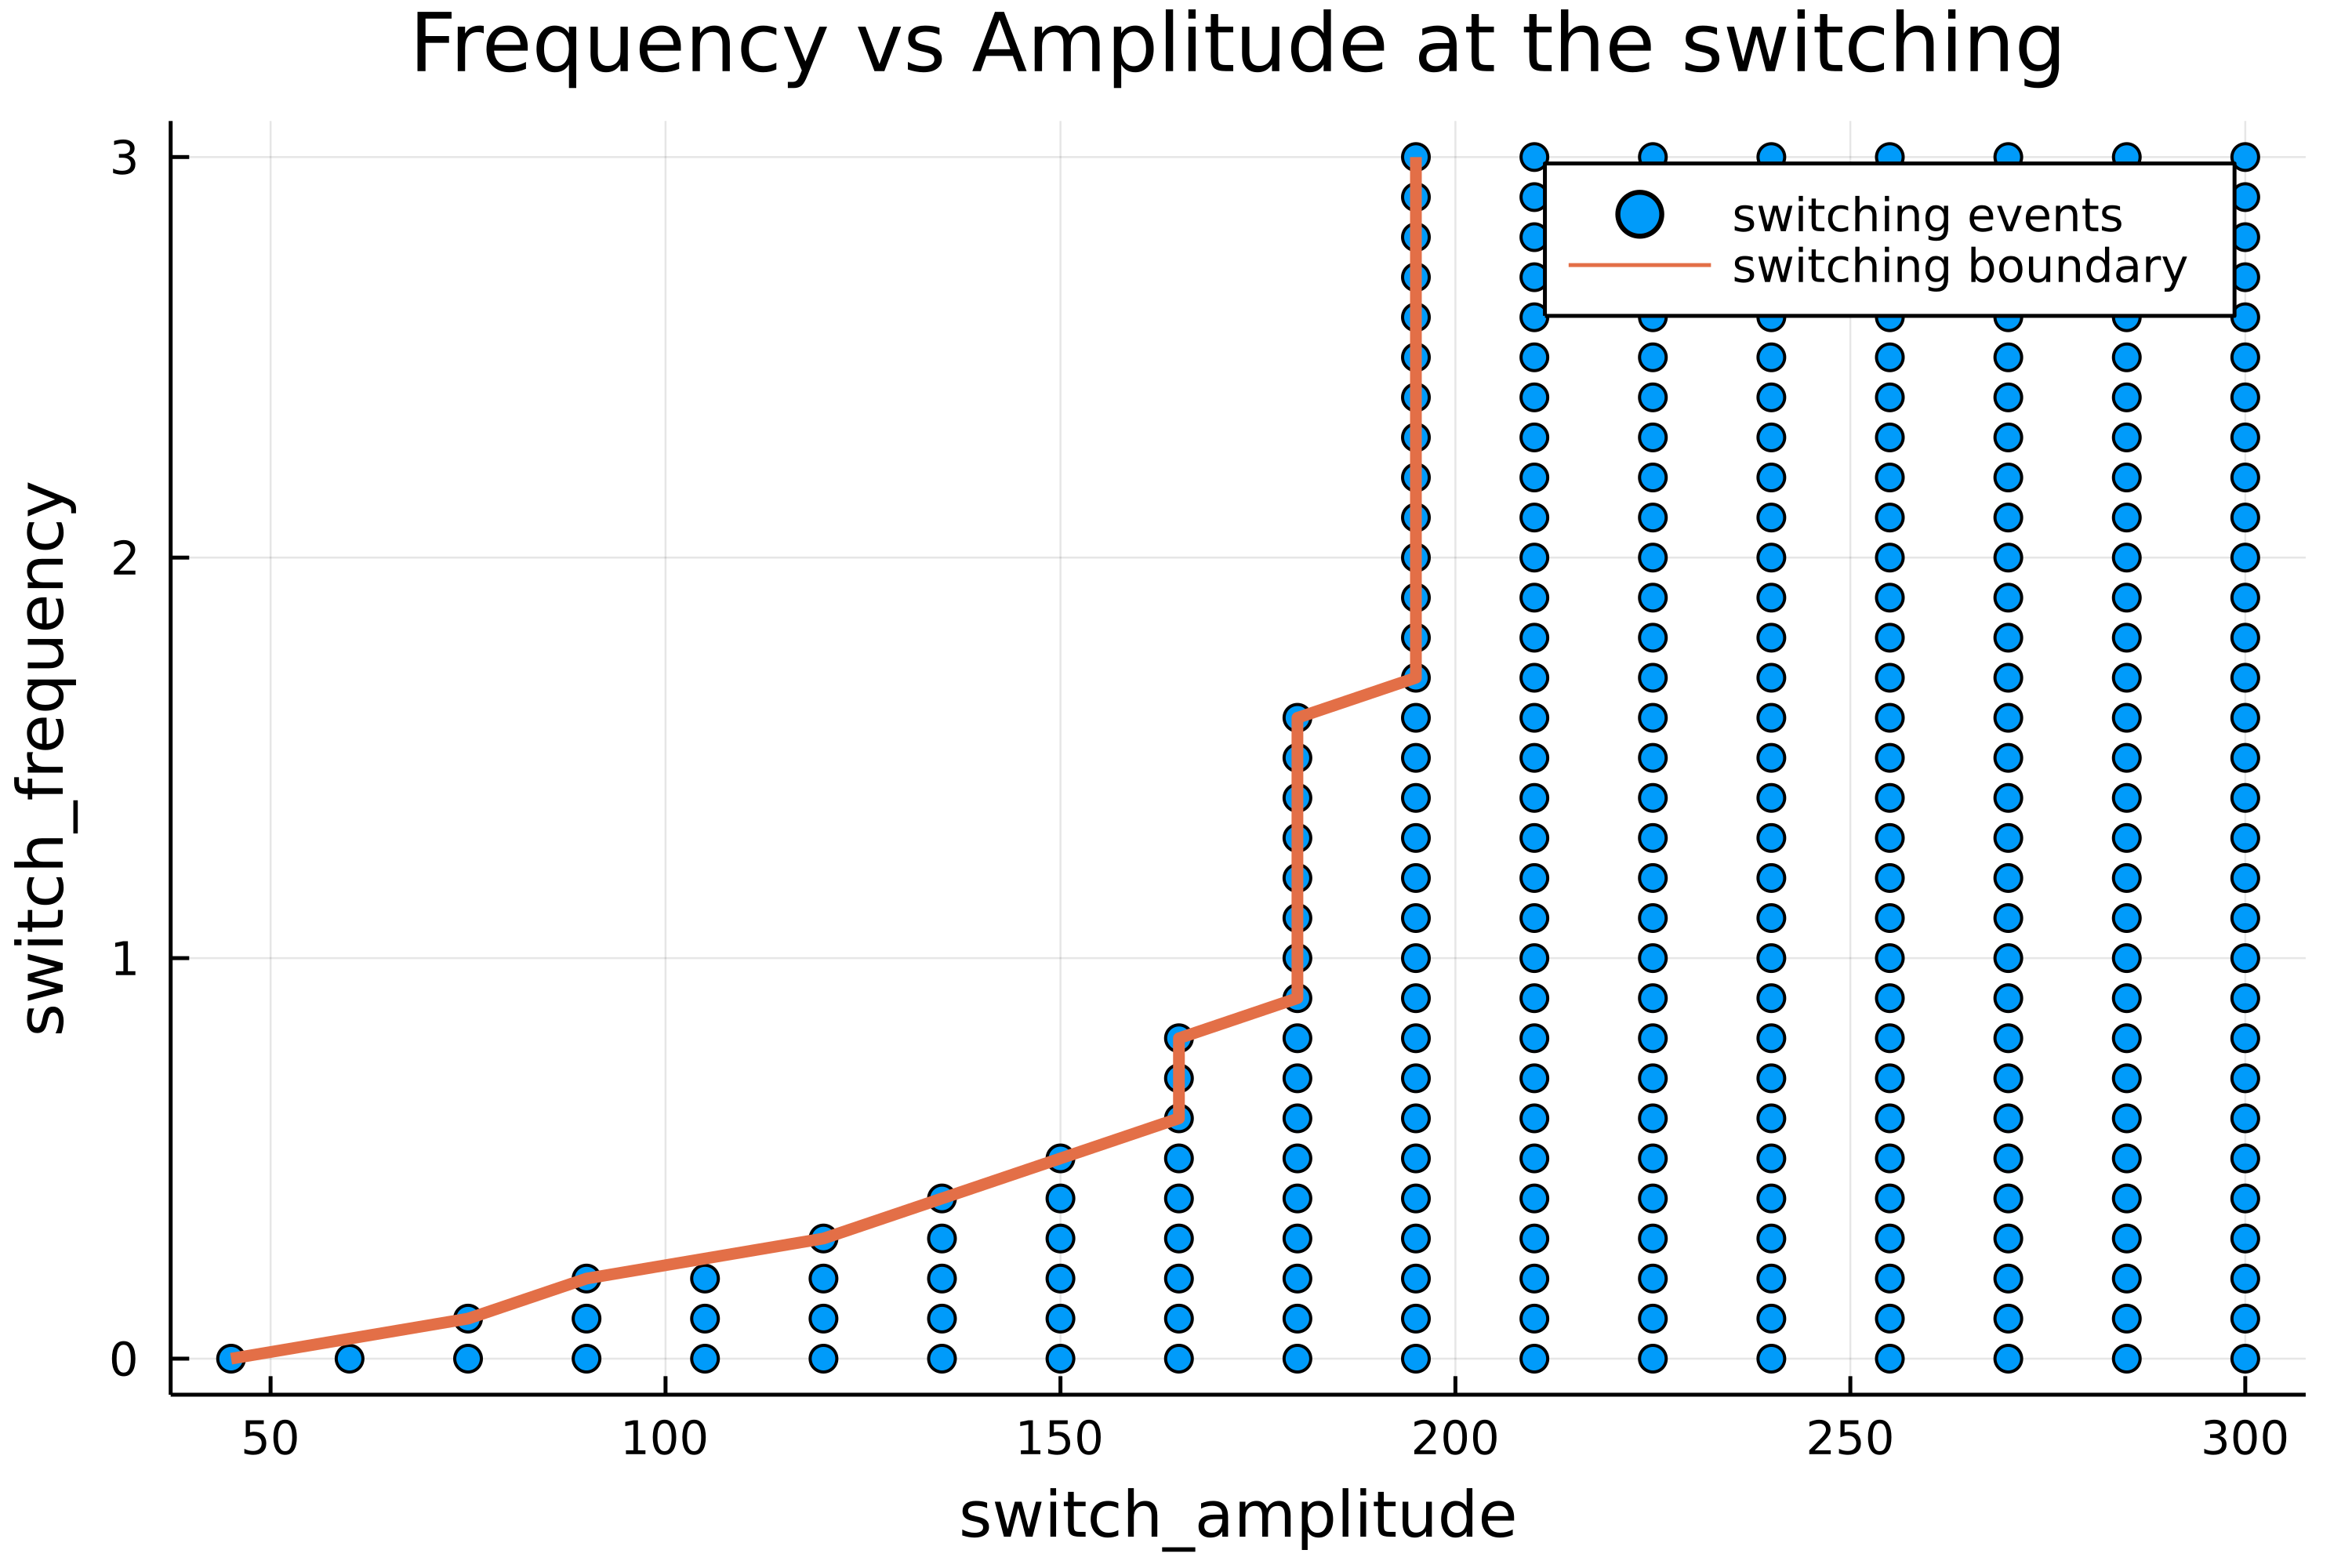 Frequency vs Amplitude at the switching
switching events
switching boundary
3
2
1
0
switch_frequency
50 100 150 200 250 300
switch_amplitude